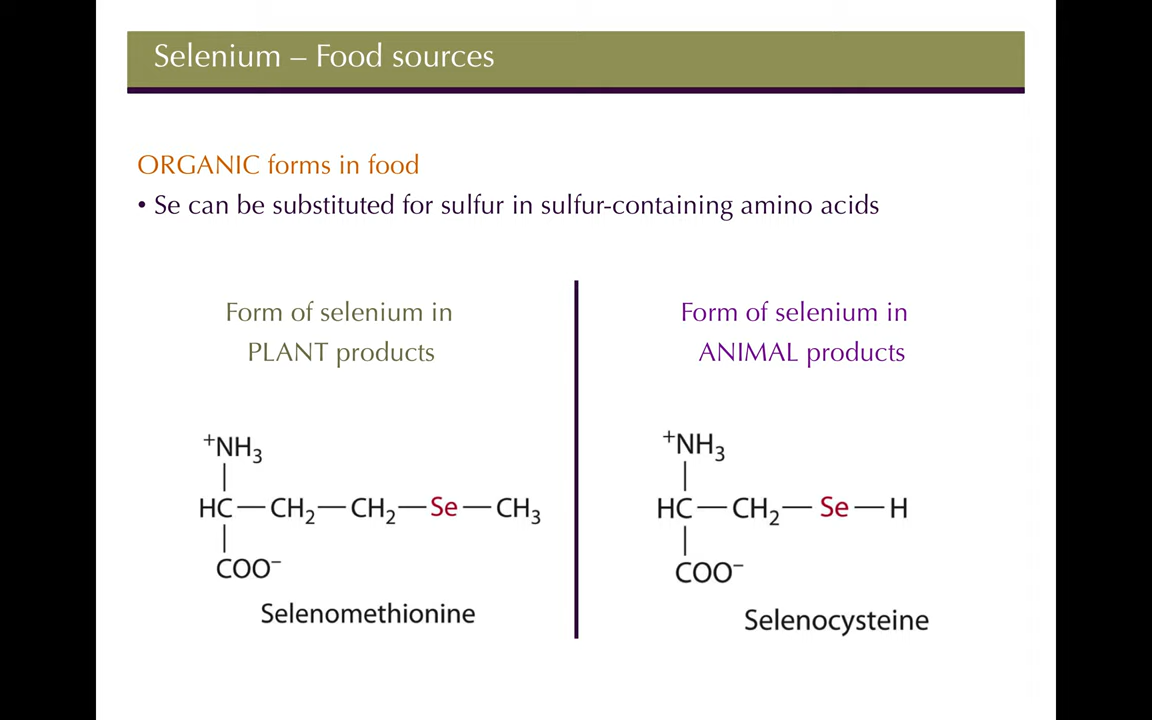 Selenium – Food sources
ORGANIC forms in food
• Se can be substituted for sulfur in sulfur-containing amino acids
Form of selenium in
PLANT products
⁺NH₃
HC—CH₂—CH₂—Se—CH₃
COO⁻
Selenomethionine
Form of selenium in
ANIMAL products
⁺NH₃
HC—CH₂—Se—H
COO⁻
Selenocysteine